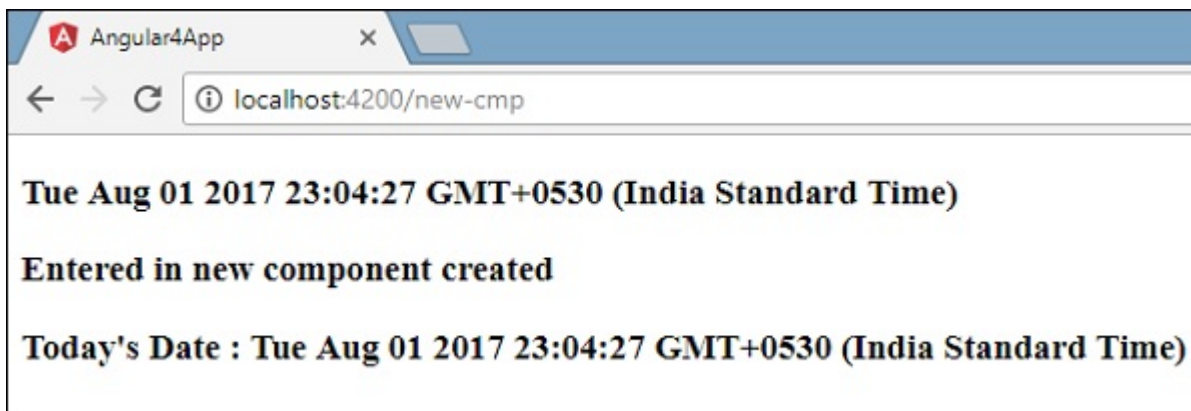 Angular4App
localhost:4200/new-cmp
Tue Aug 01 2017 23:04:27 GMT+0530 (India Standard Time)
Entered in new component created
Today's Date : Tue Aug 01 2017 23:04:27 GMT+0530 (India Standard Time)